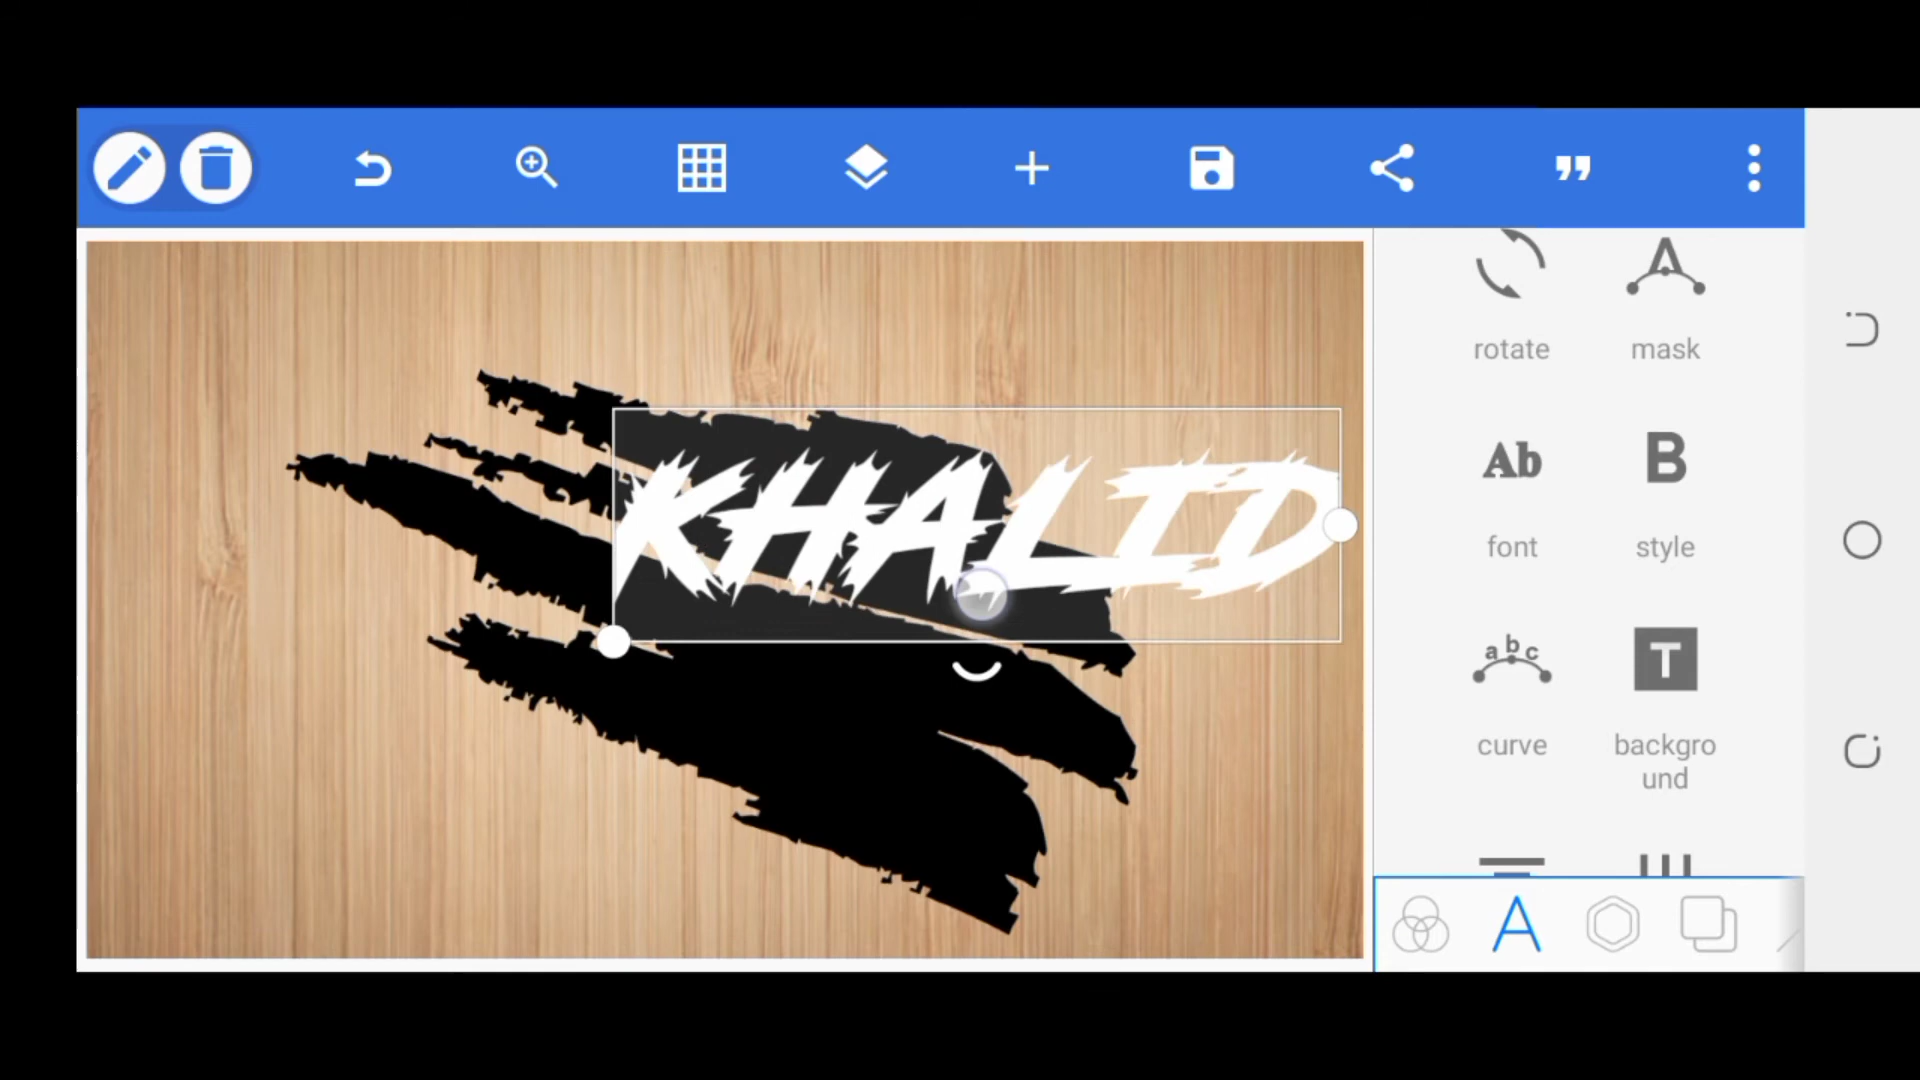 KHALID
rotate
mask
Ab
B
font
style
abc
T
curve
backgro
und
A